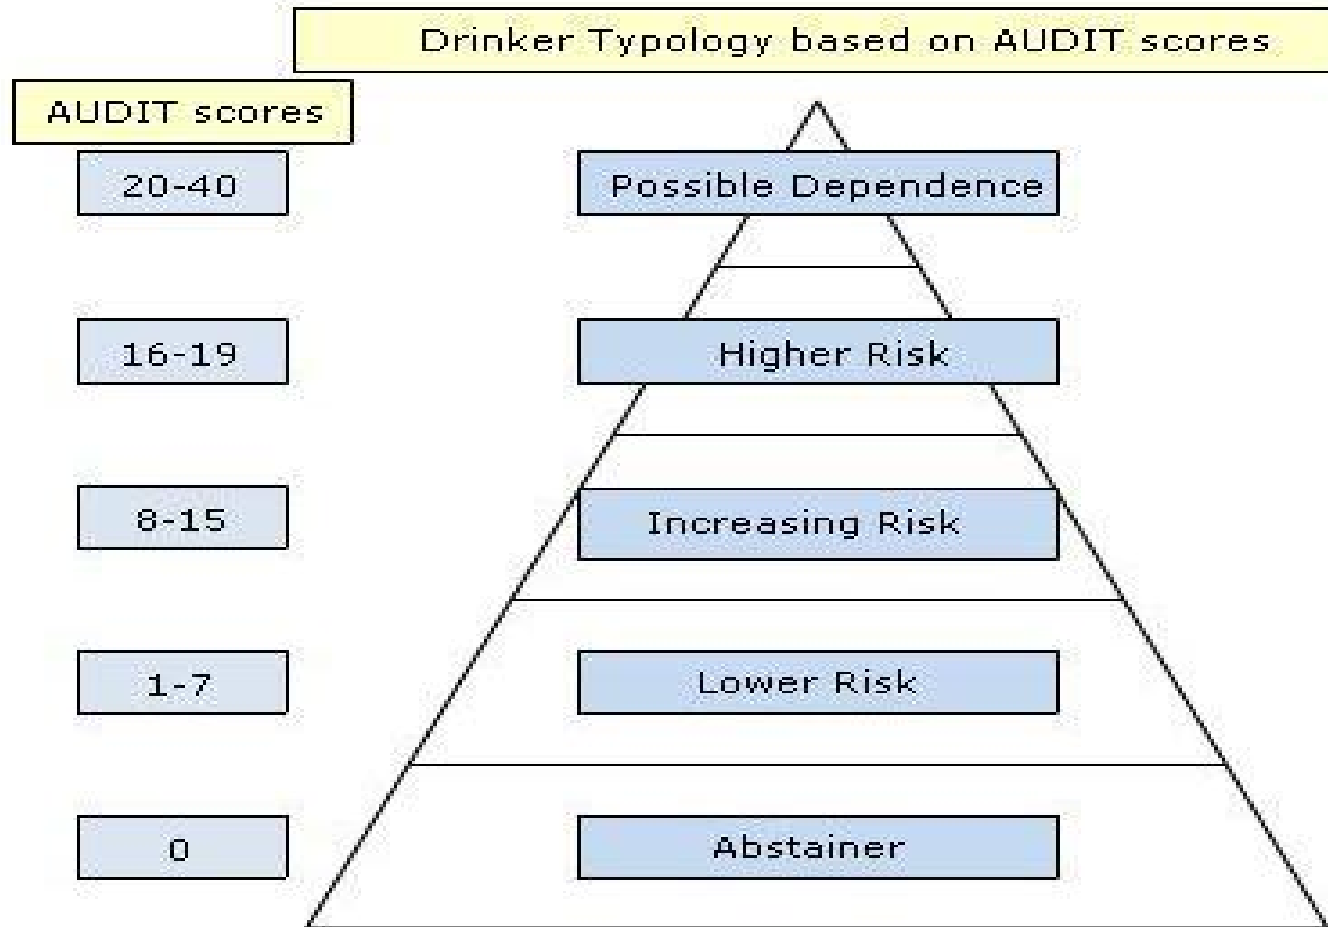 Drinker Typology based on AUDIT scores
AUDIT scores
20-40
Possible Dependence
16-19
Higher Risk
8-15
Increasing Risk
1-7
Lower Risk
0
Abstainer